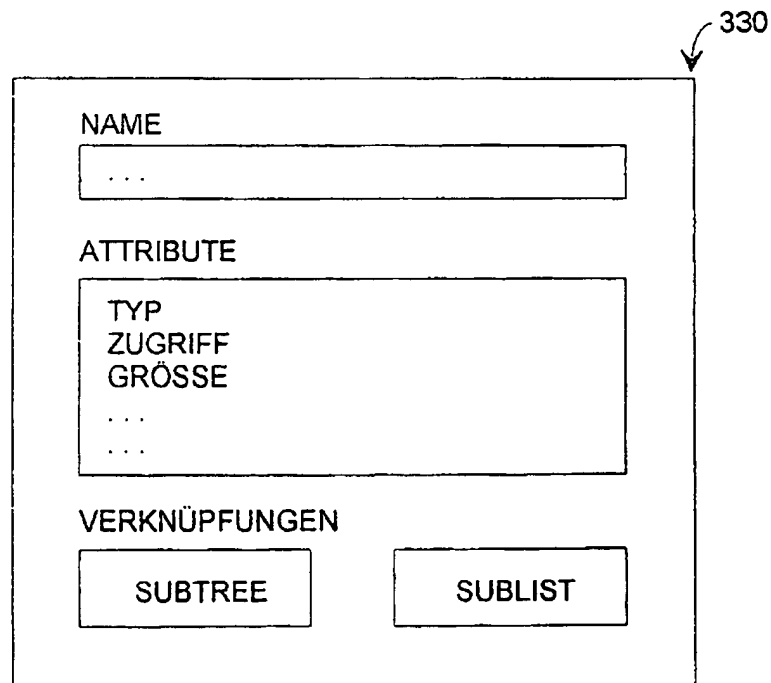 330
NAME
. . .
ATTRIBUTE
TYP
ZUGRIFF
GRÖSSE
. . .
. . .
VERKNÜPFUNGEN
SUBTREE SUBLIST